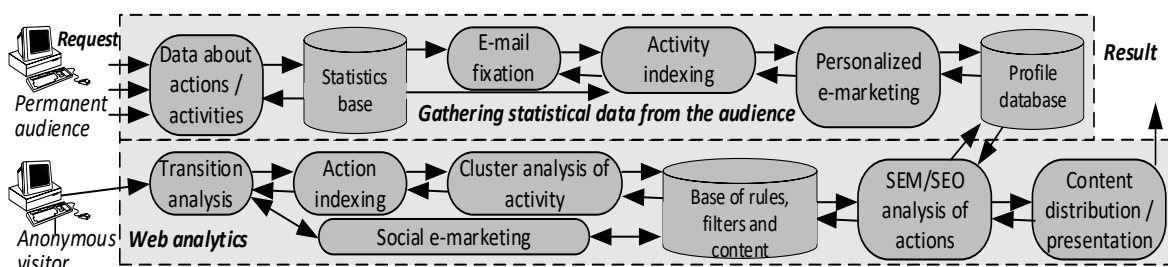 Request
Permanent
audience
Data about
actions /
activities
Statistics
base
E-mail
fixation
Activity
indexing
Personalized
e-marketing
Profile
database
Result
Gathering statistical data from the audience
Anonymous
visitor
Transition
analysis
Action
indexing
Cluster analysis of
activity
Base of rules,
filters and
content
SEM/SEO
analysis of
actions
Content
distribution /
presentation
Web analytics
Social e-marketing